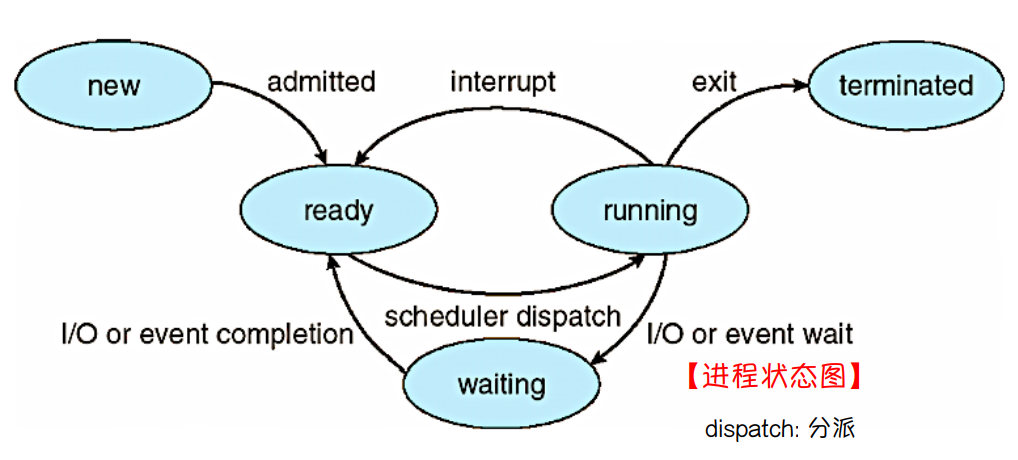 new
admitted
interrupt
exit
terminated
ready
running
scheduler dispatch
I/O or event completion
I/O or event wait
waiting
【进程状态图】
dispatch: 分派